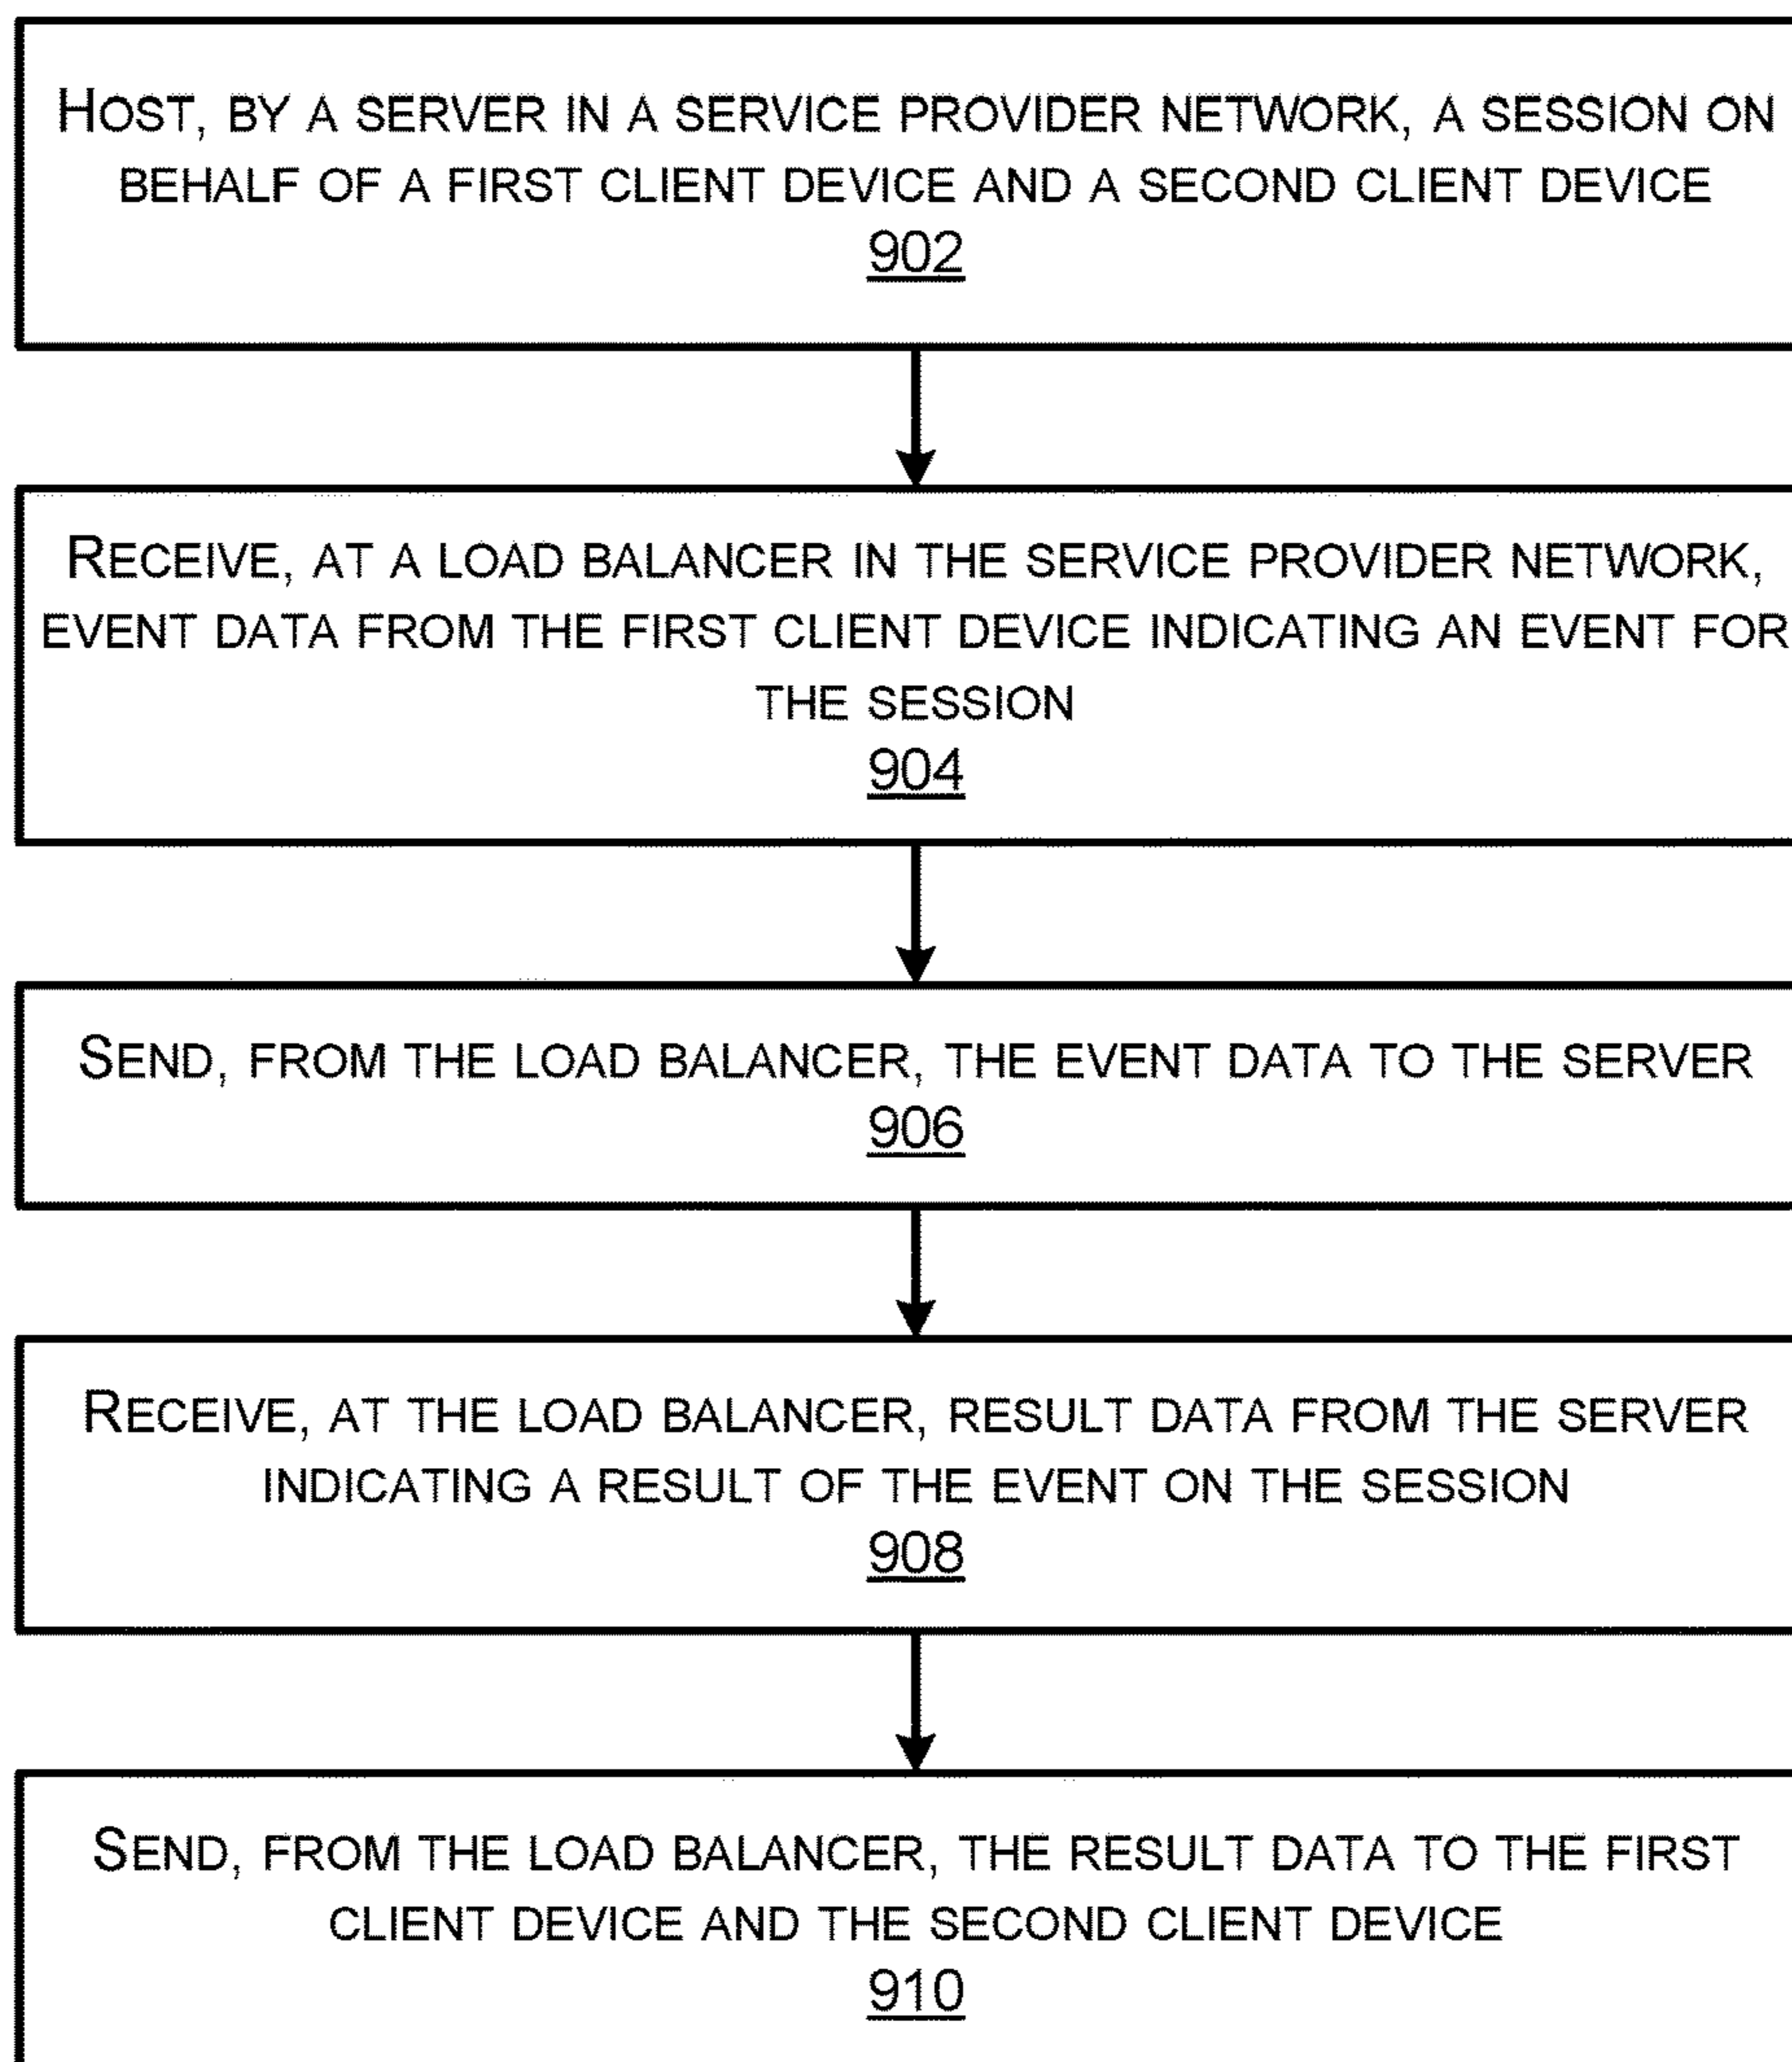 HOST, BY A SERVER IN A SERVICE PROVIDER NETWORK, A SESSION ON
BEHALF OF A FIRST CLIENT DEVICE AND A SECOND CLIENT DEVICE
902
RECEIVE, AT A LOAD BALANCER IN THE SERVICE PROVIDER NETWORK,
EVENT DATA FROM THE FIRST CLIENT DEVICE INDICATING AN EVENT FOR
THE SESSION
904
SEND, FROM THE LOAD BALANCER, THE EVENT DATA TO THE SERVER
906
RECEIVE, AT THE LOAD BALANCER, RESULT DATA FROM THE SERVER
INDICATING A RESULT OF THE EVENT ON THE SESSION
908
SEND, FROM THE LOAD BALANCER, THE RESULT DATA TO THE FIRST
CLIENT DEVICE AND THE SECOND CLIENT DEVICE
910